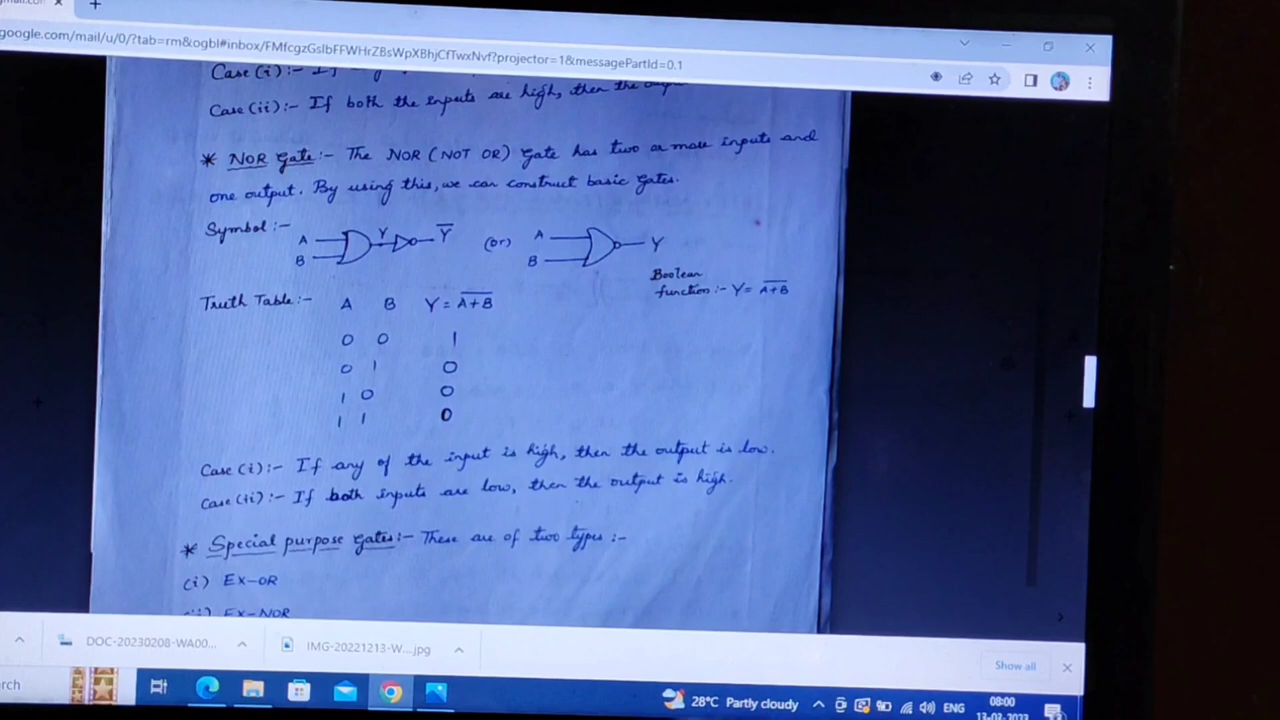 google.com/mail/u/0/?tab=rm&ogbl#inbox/FMfcgzGslbFFWHrZBsWpXBhjCfTwxNvf?projector=1&messagePartId=0.1
Case (i) :- If
Case (ii) :- If both the inputs are high, then the
* NOR Gate :- The NOR (NOT OR) Gate has two or more inputs and
one output. By using this, we can construct basic gates.
Symbol :-
A B Y Y̅ (or) A B Y
Boolean
function :- Y = A̅+̅B̅
Truth Table :- A B Y = A̅+̅B̅
0 0 1
0 1 0
1 0 0
1 1 0
Case (i) :- If any of the input is high, then the output is low.
Case (ii) :- If both inputs are low, then the output is high.
* Special purpose gates :- These are of two types :-
(i) EX-OR
EX-NOR
DOC-20230208-WA00... IMG-20221213-W....jpg Show all
rch 28°C Partly cloudy ENG 08:00